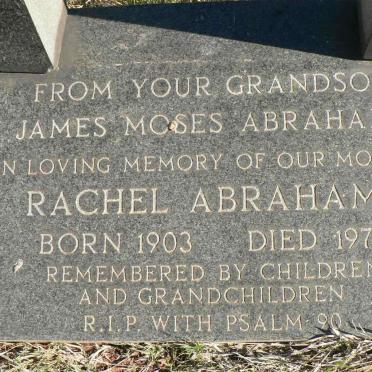 FROM YOUR GRANDSO
JAMES MOSES ABRAHA
N LOVING MEMORY OF OUR MO
RACHEL ABRAHAM
BORN 1903 DIED 197
REMEMBERED BY CHILDREN
AND GRANDCHILDREN
R.I.P. WITH PSALM 90